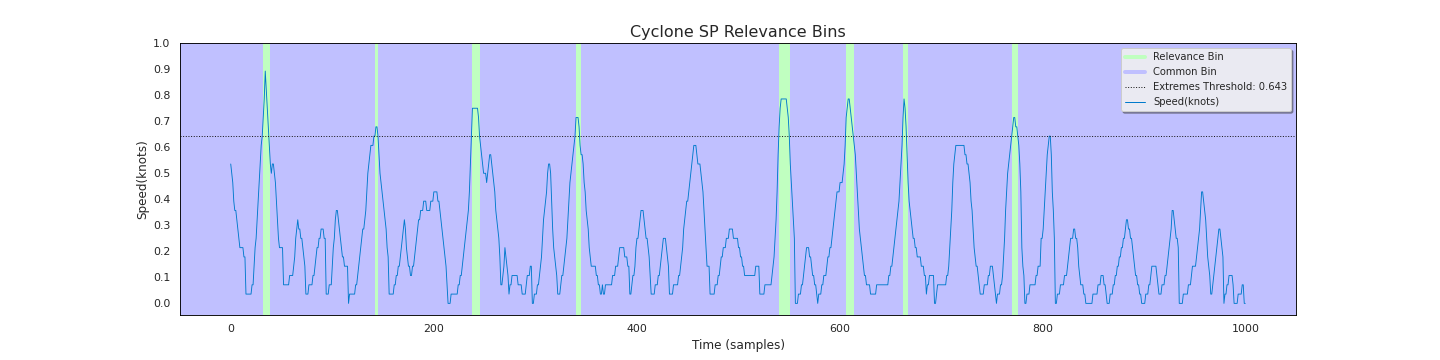 Cyclone SP Relevance Bins
Speed(knots)
1.0
0.9
0.8
0.7
0.6
0.5
0.4
0.3
0.2
0.1
0.0
Relevance Bin
Common Bin
Extremes Threshold: 0.643
Speed(knots)
0 200 400 600 800 1000
Time (samples)